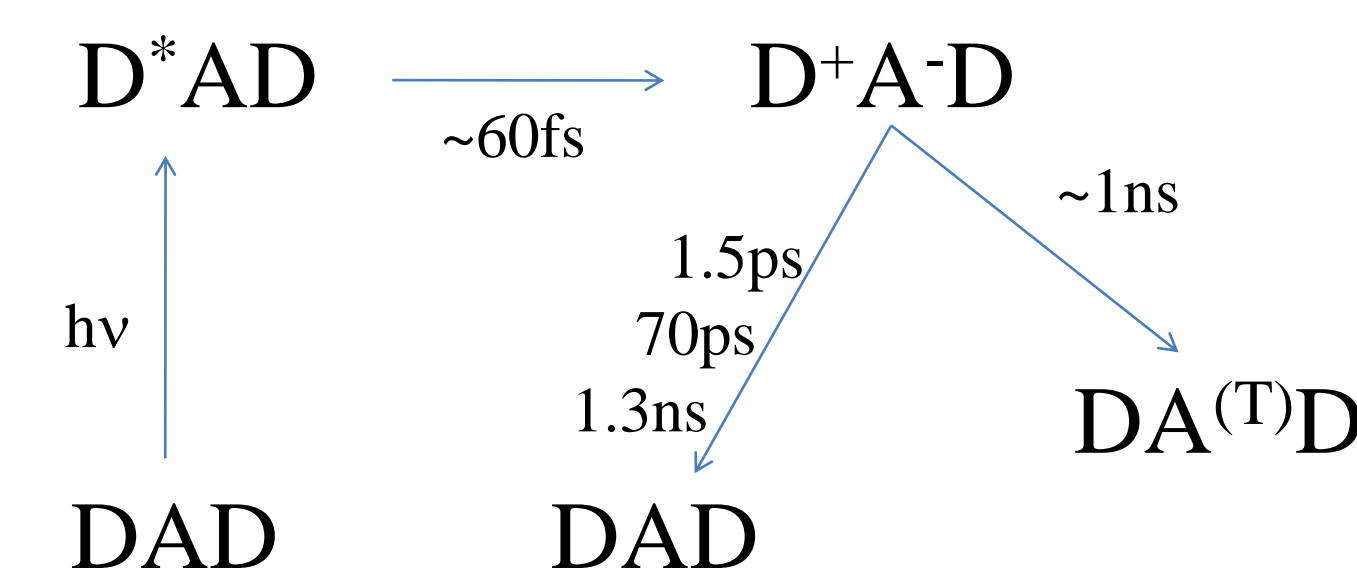 D*AD
D⁺A⁻D
~60fs
~1ns
1.5ps
hν
70ps
1.3ns
DA⁽ᵀ⁾D
DAD
DAD